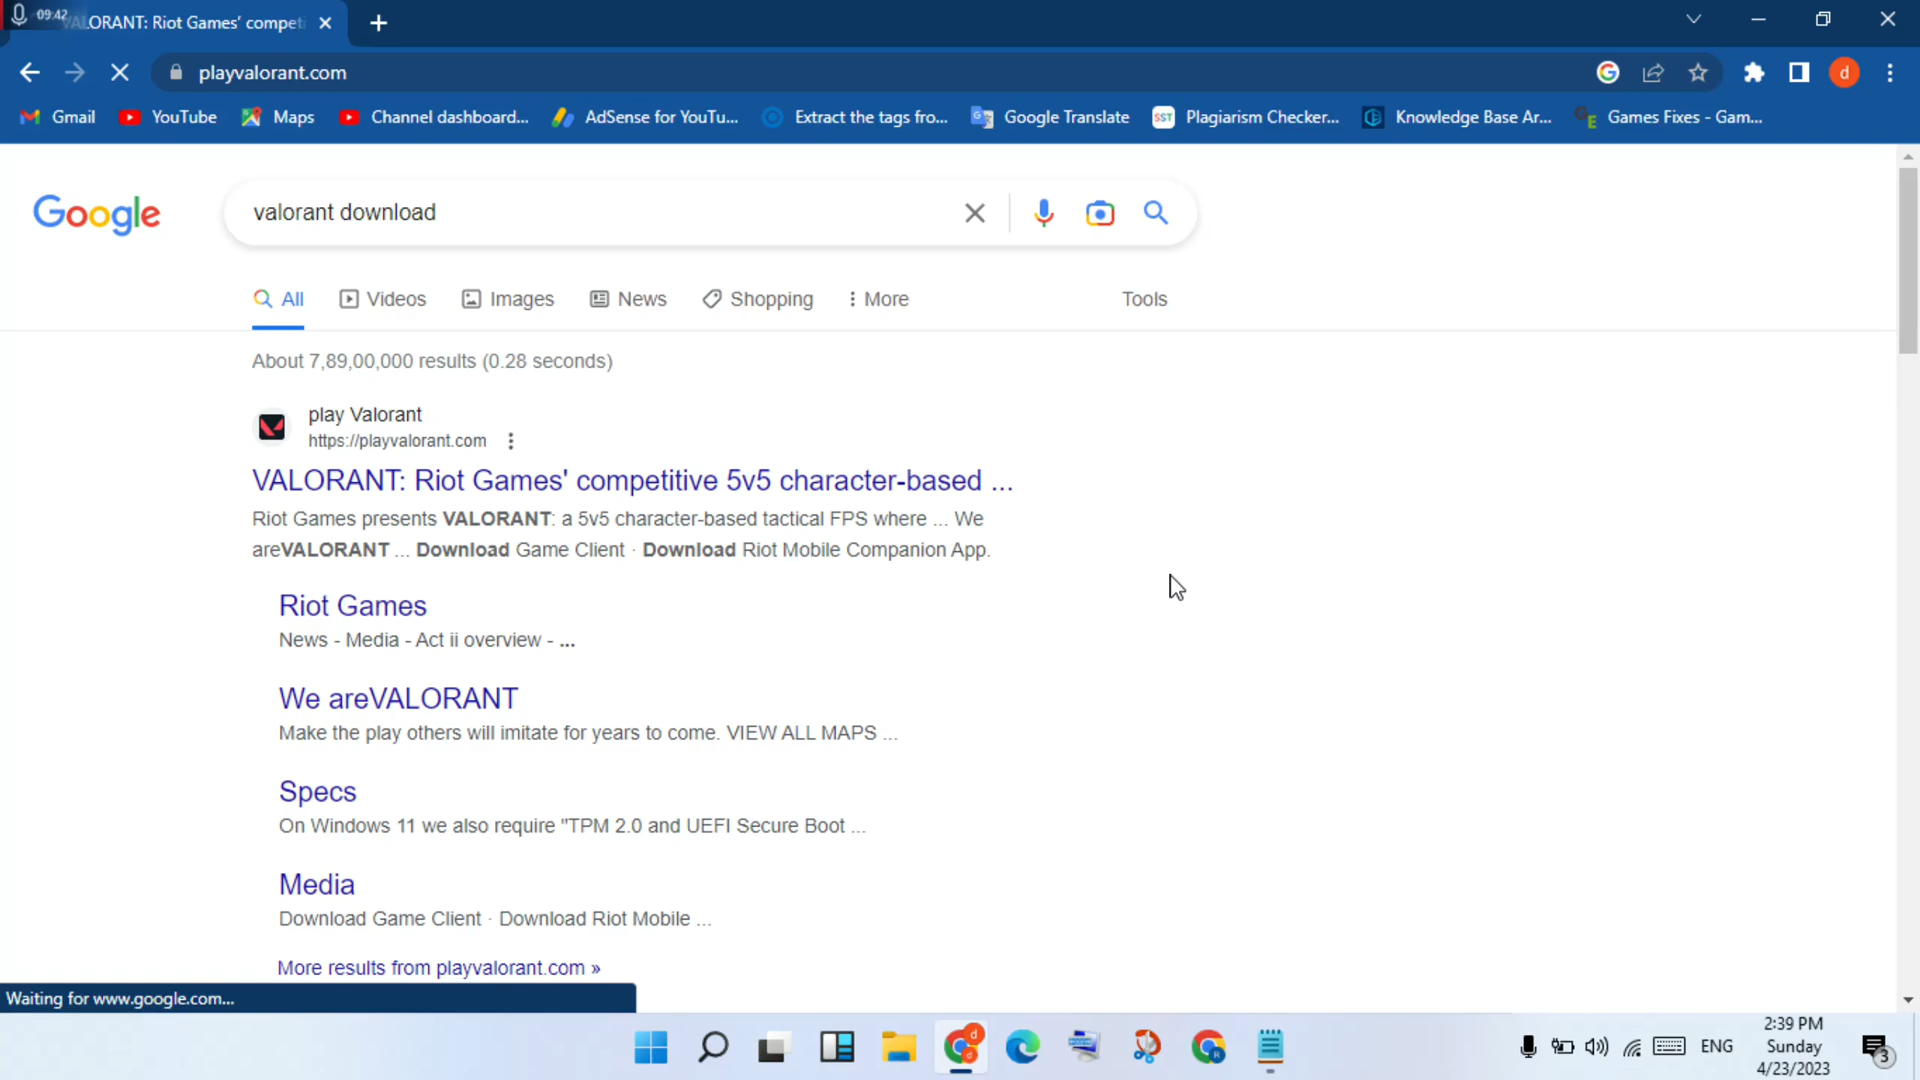 09:42
VALORANT: Riot Games' compet
playvalorant.com
d
Gmail
YouTube
Maps
Channel dashboard...
AdSense for YouTu...
Extract the tags from...
Google Translate
SST
Plagiarism Checker...
Knowledge Base Ar...
Games Fixes - Gam...
Google
valorant download
All
Videos
Images
News
Shopping
More
Tools
About 7,89,00,000 results (0.28 seconds)
play Valorant
https://playvalorant.com
VALORANT: Riot Games' competitive 5v5 character-based ...
Riot Games presents VALORANT: a 5v5 character-based tactical FPS where ... We
areVALORANT ... Download Game Client · Download Riot Mobile Companion App.
Riot Games
News - Media - Act ii overview - ...
We areVALORANT
Make the play others will imitate for years to come. VIEW ALL MAPS ...
Specs
On Windows 11 we also require "TPM 2.0 and UEFI Secure Boot ...
Media
Download Game Client · Download Riot Mobile ...
More results from playvalorant.com »
Waiting for www.google.com...
ENG
2:39 PM
Sunday
4/23/2023
3